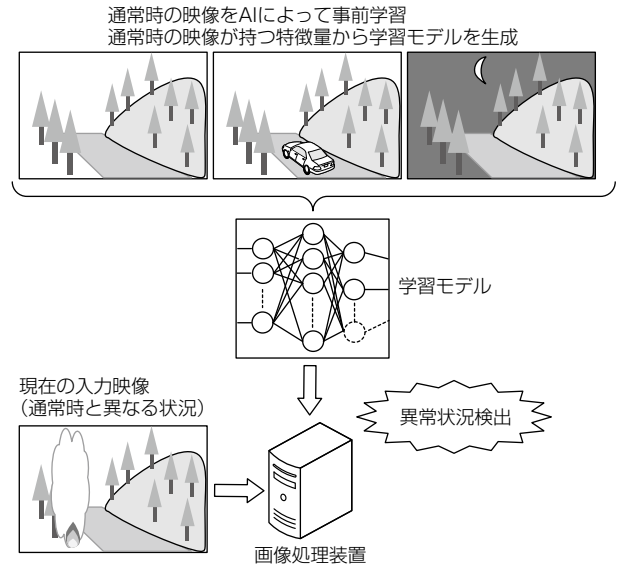 通常時の映像をAIによって事前学習
通常時の映像が持つ特徴量から学習モデルを生成
学習モデル
現在の入力映像
（通常時と異なる状況）
異常状況検出
画像処理装置